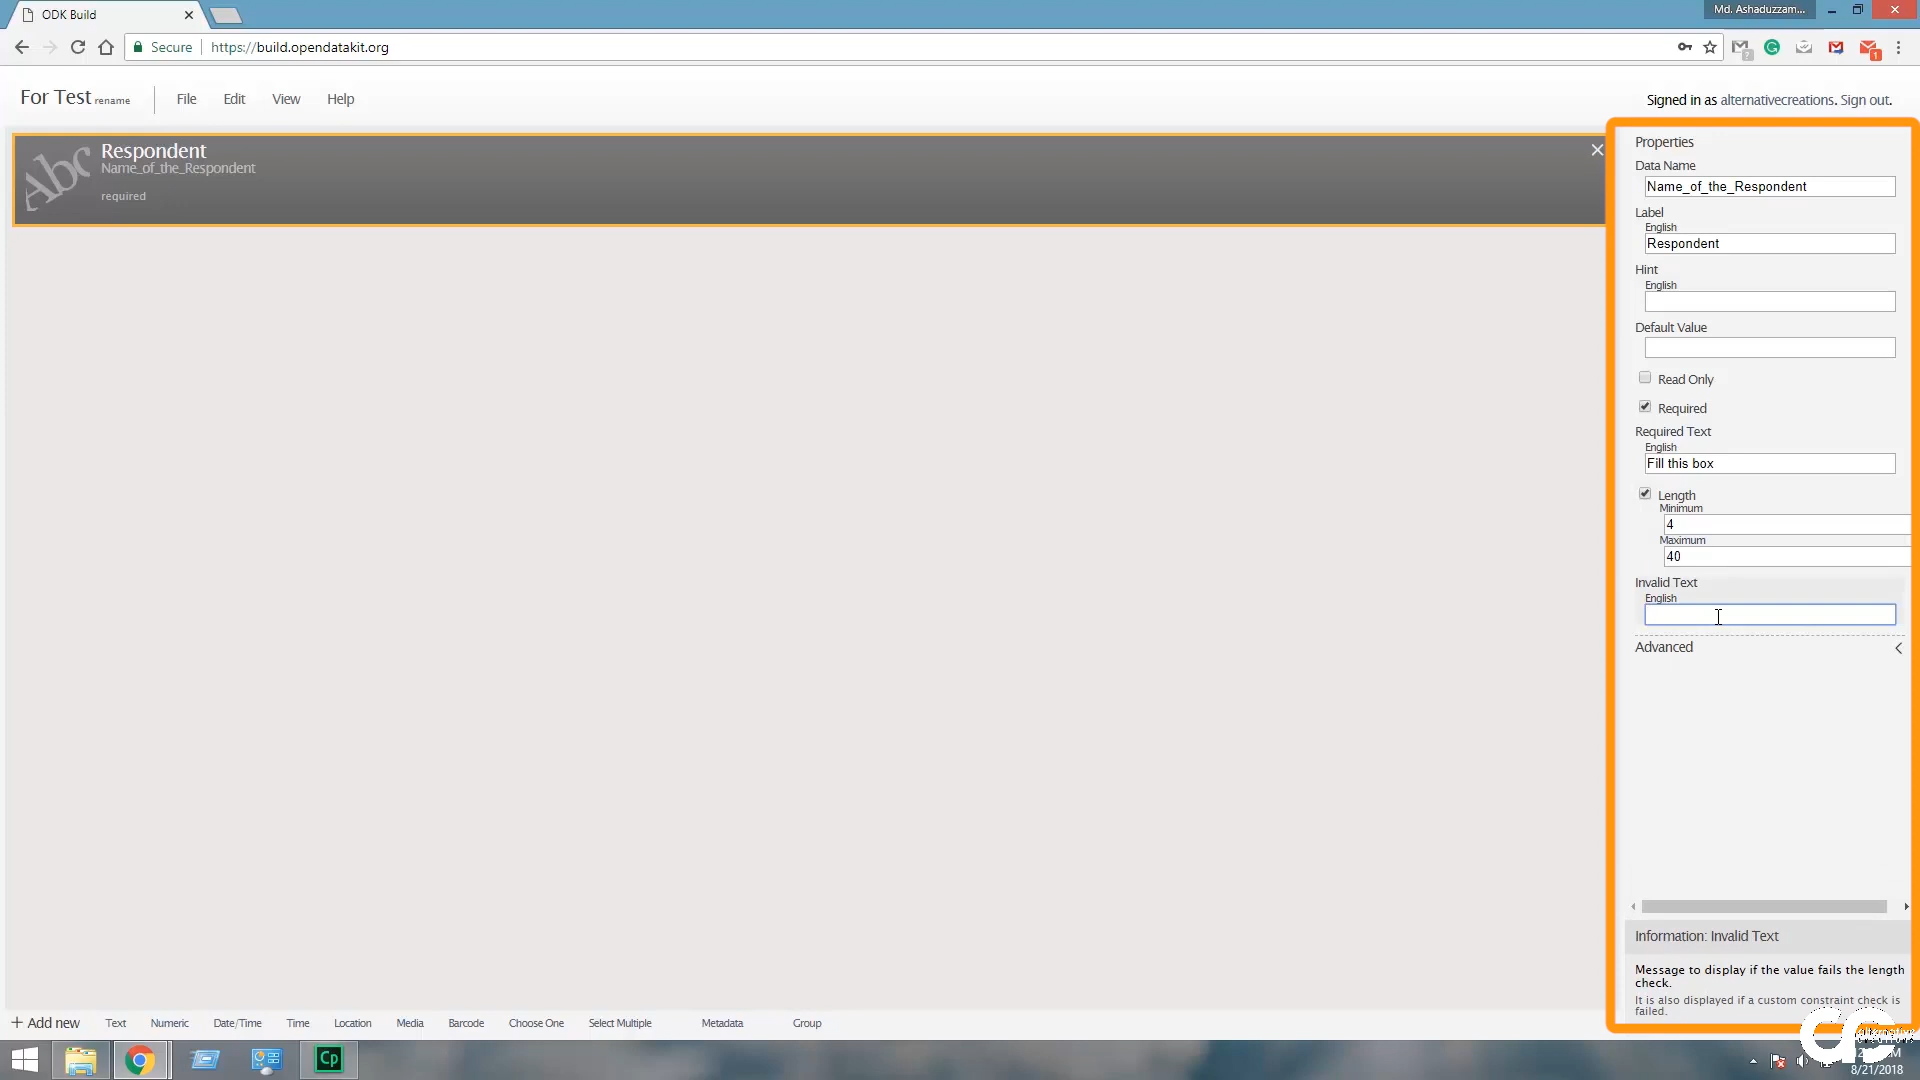 ODK Build
Md. Ashaduzzam...
Secure https://build.opendatakit.org
For Test rename File Edit View Help
Signed in as alternativecreations. Sign out.
Abc
Respondent
Name_of_the_Respondent
required
Properties
Data Name
Name_of_the_Respondent
Label
English
Respondent
Hint
English
Default Value
Read Only
Required
Required Text
English
Fill this box
Length
Minimum
4
Maximum
40
Invalid Text
English
Advanced
Information: Invalid Text
Message to display if the value fails the length
check.
It is also displayed if a custom constraint check is
failed.
+ Add new Text Numeric Date/Time Time Location Media Barcode Choose One Select Multiple Metadata Group
Cp
8/21/2018